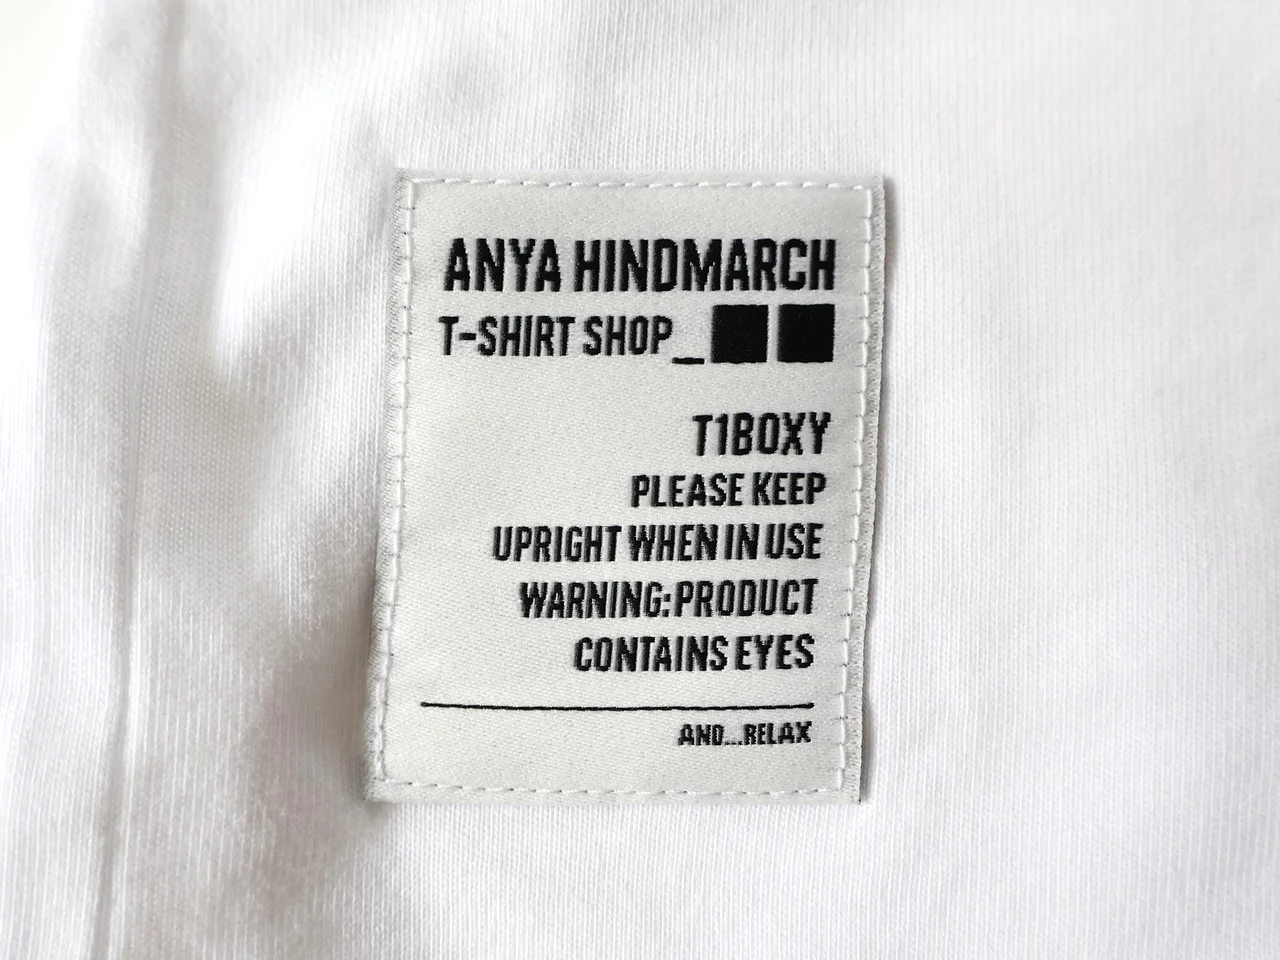 ANYA HINDMARCH
T-SHIRT SHOP_
T1BOXY
PLEASE KEEP
UPRIGHT WHEN IN USE
WARNING: PRODUCT
CONTAINS EYES
AND...RELAX